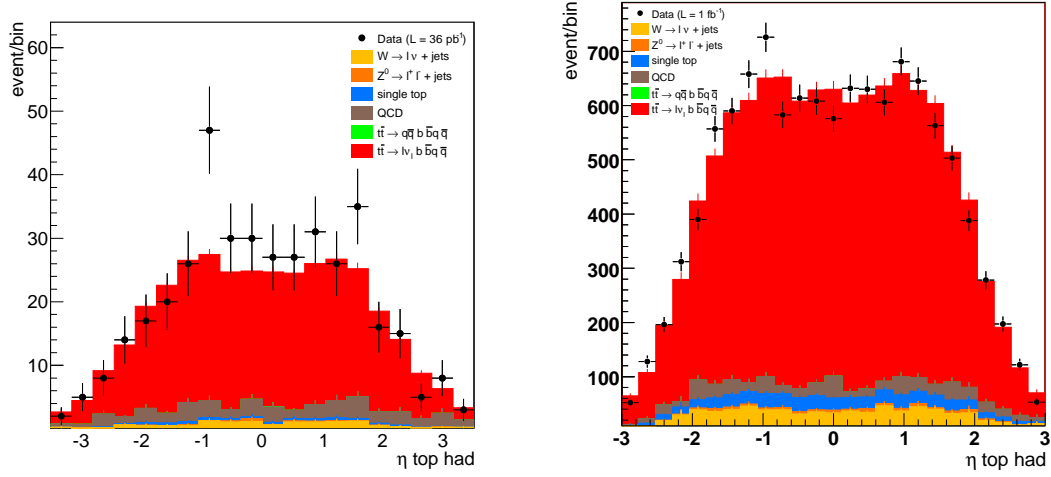 event/bin
60
50
40
30
20
10
Data (L = 36 pb⁻¹)
W → l ν + jets
Z⁰ → l⁺ l⁻ + jets
single top
QCD
tt̄ → qq̄ b b̄q q̄
tt̄ → lνₗ b b̄q q̄
-3 -2 -1 0 1 2 3
η top had
event/bin
700
600
500
400
300
200
100
Data (L = 1 fb⁻¹)
W → l ν + jets
Z⁰ → l⁺ l⁻ + jets
single top
QCD
tt̄ → qq̄ b b̄q q̄
tt̄ → lνₗ b b̄q q̄
-3 -2 -1 0 1 2 3
η top had